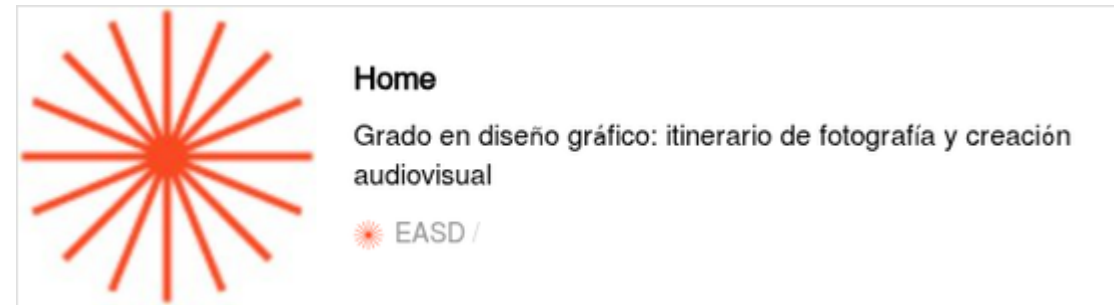 Home
Grado en diseño gráfico: itinerario de fotografía y creación
audiovisual
EASD /